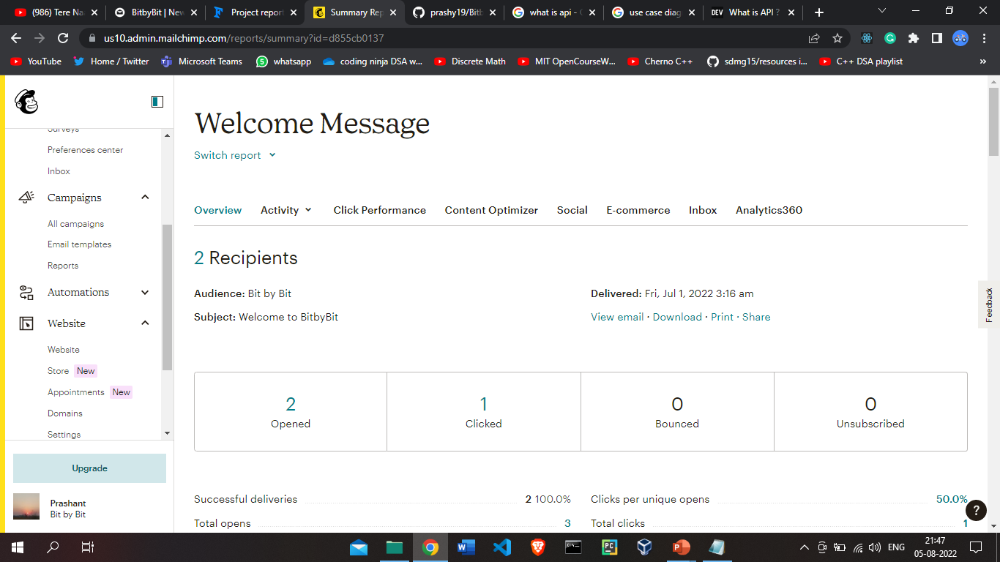 (986) Tere Na
BitbyBit | New
Project report
Summary Rep
prashy19/Bitb
what is api - G
use case diag
DEV What is API ?
us10.admin.mailchimp.com/reports/summary?id=d855cb0137
YouTube
Home / Twitter
Microsoft Teams
5 whatsapp
coding ninja DSA w...
Discrete Math
MIT OpenCourseW...
Cherno C++
sdmg15/resources i...
C++ DSA playlist
»
Surveys
Preferences center
Inbox
Campaigns
All campaigns
Email templates
Reports
Automations
Website
Website
Store New
Appointments New
Domains
Settings
Upgrade
Prashant
Bit by Bit
Welcome Message
Switch report
Overview
Activity
Click Performance
Content Optimizer
Social
E-commerce
Inbox
Analytics360
2 Recipients
Audience: Bit by Bit
Delivered: Fri, Jul 1, 2022 3:16 am
Subject: Welcome to BitbyBit
View email · Download · Print · Share
2
Opened
1
Clicked
0
Bounced
0
Unsubscribed
Successful deliveries 2 100.0%
Clicks per unique opens 50.0%
Total opens 3
Total clicks 1
Feedback
?
ENG
21:47
05-08-2022